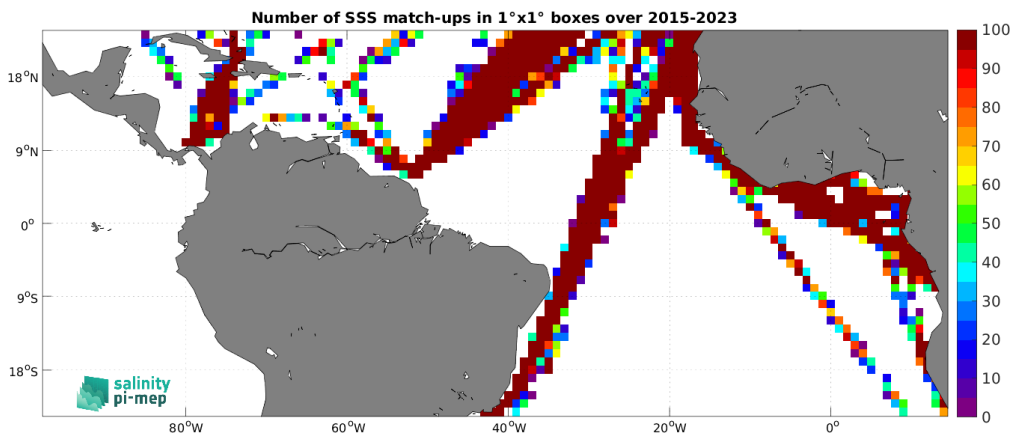 Number of SSS match-ups in 1°x1° boxes over 2015-2023
100
90
80
70
60
50
40
30
20
10
0
18°N
9°N
0°
9°S
18°S
80°W
60°W
40°W
20°W
0°
salinity
pi-mep